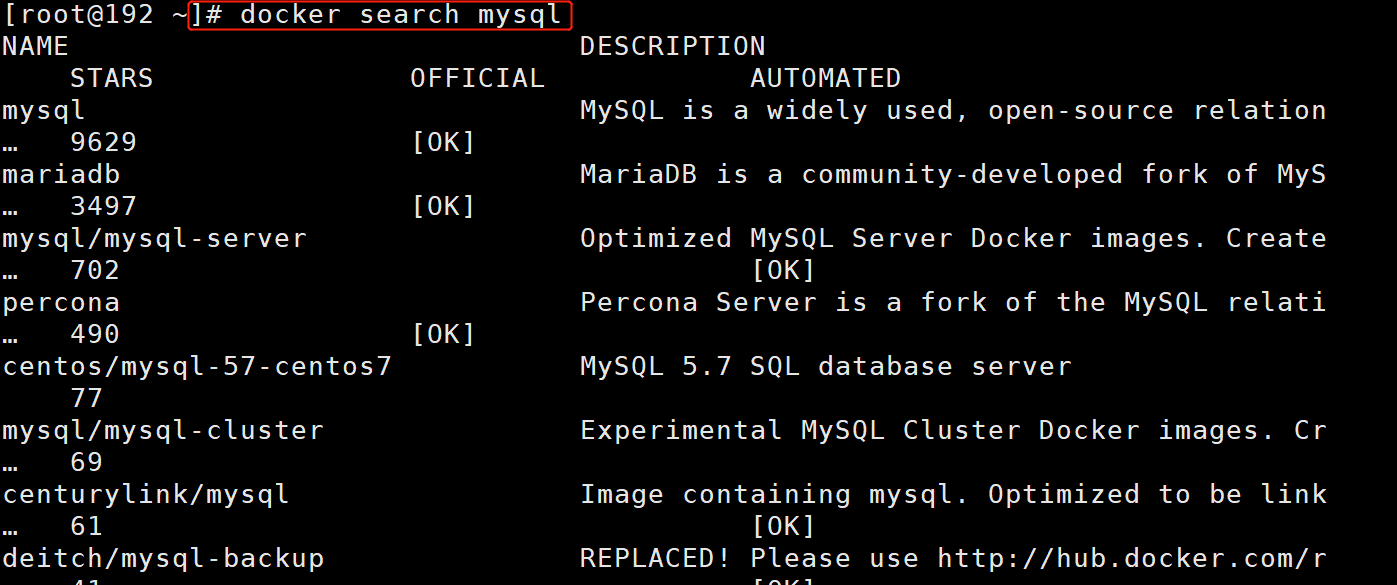 [root@192 ~]# docker search mysql
NAME DESCRIPTION
STARS OFFICIAL AUTOMATED
mysql MySQL is a widely used, open-source relation
… 9629 [OK]
mariadb MariaDB is a community-developed fork of MyS
… 3497 [OK]
mysql/mysql-server Optimized MySQL Server Docker images. Create
… 702 [OK]
percona Percona Server is a fork of the MySQL relati
… 490 [OK]
centos/mysql-57-centos7 MySQL 5.7 SQL database server
77
mysql/mysql-cluster Experimental MySQL Cluster Docker images. Cr
… 69
centurylink/mysql Image containing mysql. Optimized to be link
… 61 [OK]
deitch/mysql-backup REPLACED! Please use http://hub.docker.com/r